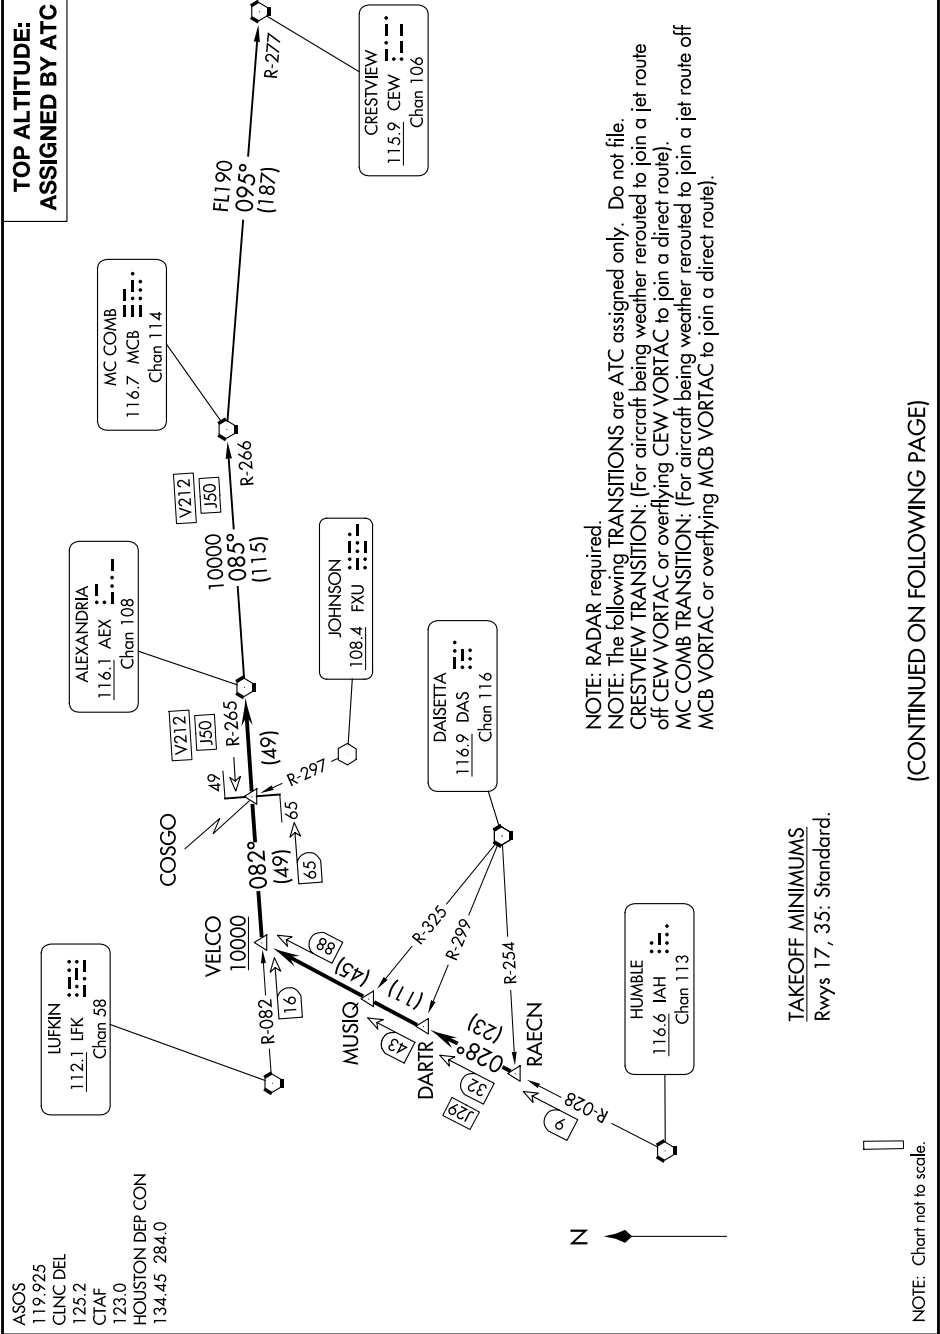 TOP ALTITUDE:
ASSIGNED BY ATC
ASOS
119.925
CLNC DEL
125.2
CTAF
123.0
HOUSTON DEP CON
134.45 284.0
LUFKIN
112.1 LFK
Chan 58
ALEXANDRIA
116.1 AEX
Chan 108
MC COMB
116.7 MCB
Chan 114
CRESTVIEW
115.9 CEW
Chan 106
JOHNSON
108.4 FXU
DAISETTA
116.9 DAS
Chan 116
HUMBLE
116.6 IAH
Chan 113
R-277
FL190
095°
(187)
R-266
V212
J50
10000
085°
(115)
V212
J50
R-265
(49)
49
COSGO
R-297
65
65
082°
(49)
VELCO
10000
R-082
16
88
(45)
MUSIQ
R-325
(11)
43
DARTR
R-299
028°
(23)
32
J29
R-254
RAECN
9
R-028
N
NOTE: RADAR required.
NOTE: The following TRANSITIONS are ATC assigned only. Do not file.
CRESTVIEW TRANSITION: (For aircraft being weather rerouted to join a jet route
off CEW VORTAC or overflying CEW VORTAC to join a direct route).
MC COMB TRANSITION: (For aircraft being weather rerouted to join a jet route off
MCB VORTAC or overflying MCB VORTAC to join a direct route).
TAKEOFF MINIMUMS
Rwys 17, 35: Standard.
(CONTINUED ON FOLLOWING PAGE)
NOTE: Chart not to scale.